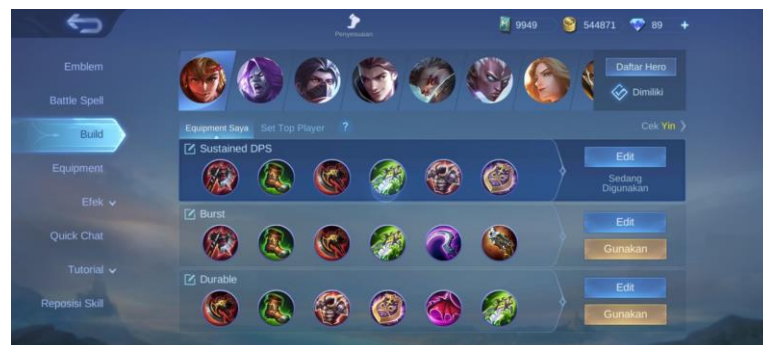 Penyesuaian
9949
544871
89
+
Emblem
Battle Spell
Build
Equipment
Efek
Quick Chat
Tutorial
Reposisi Skill
Daftar Hero
Dimiliki
Equipment Saya
Set Top Player
?
Cek Yin
Sustained DPS
Edit
Sedang
Digunakan
Burst
Edit
Gunakan
Durable
Edit
Gunakan